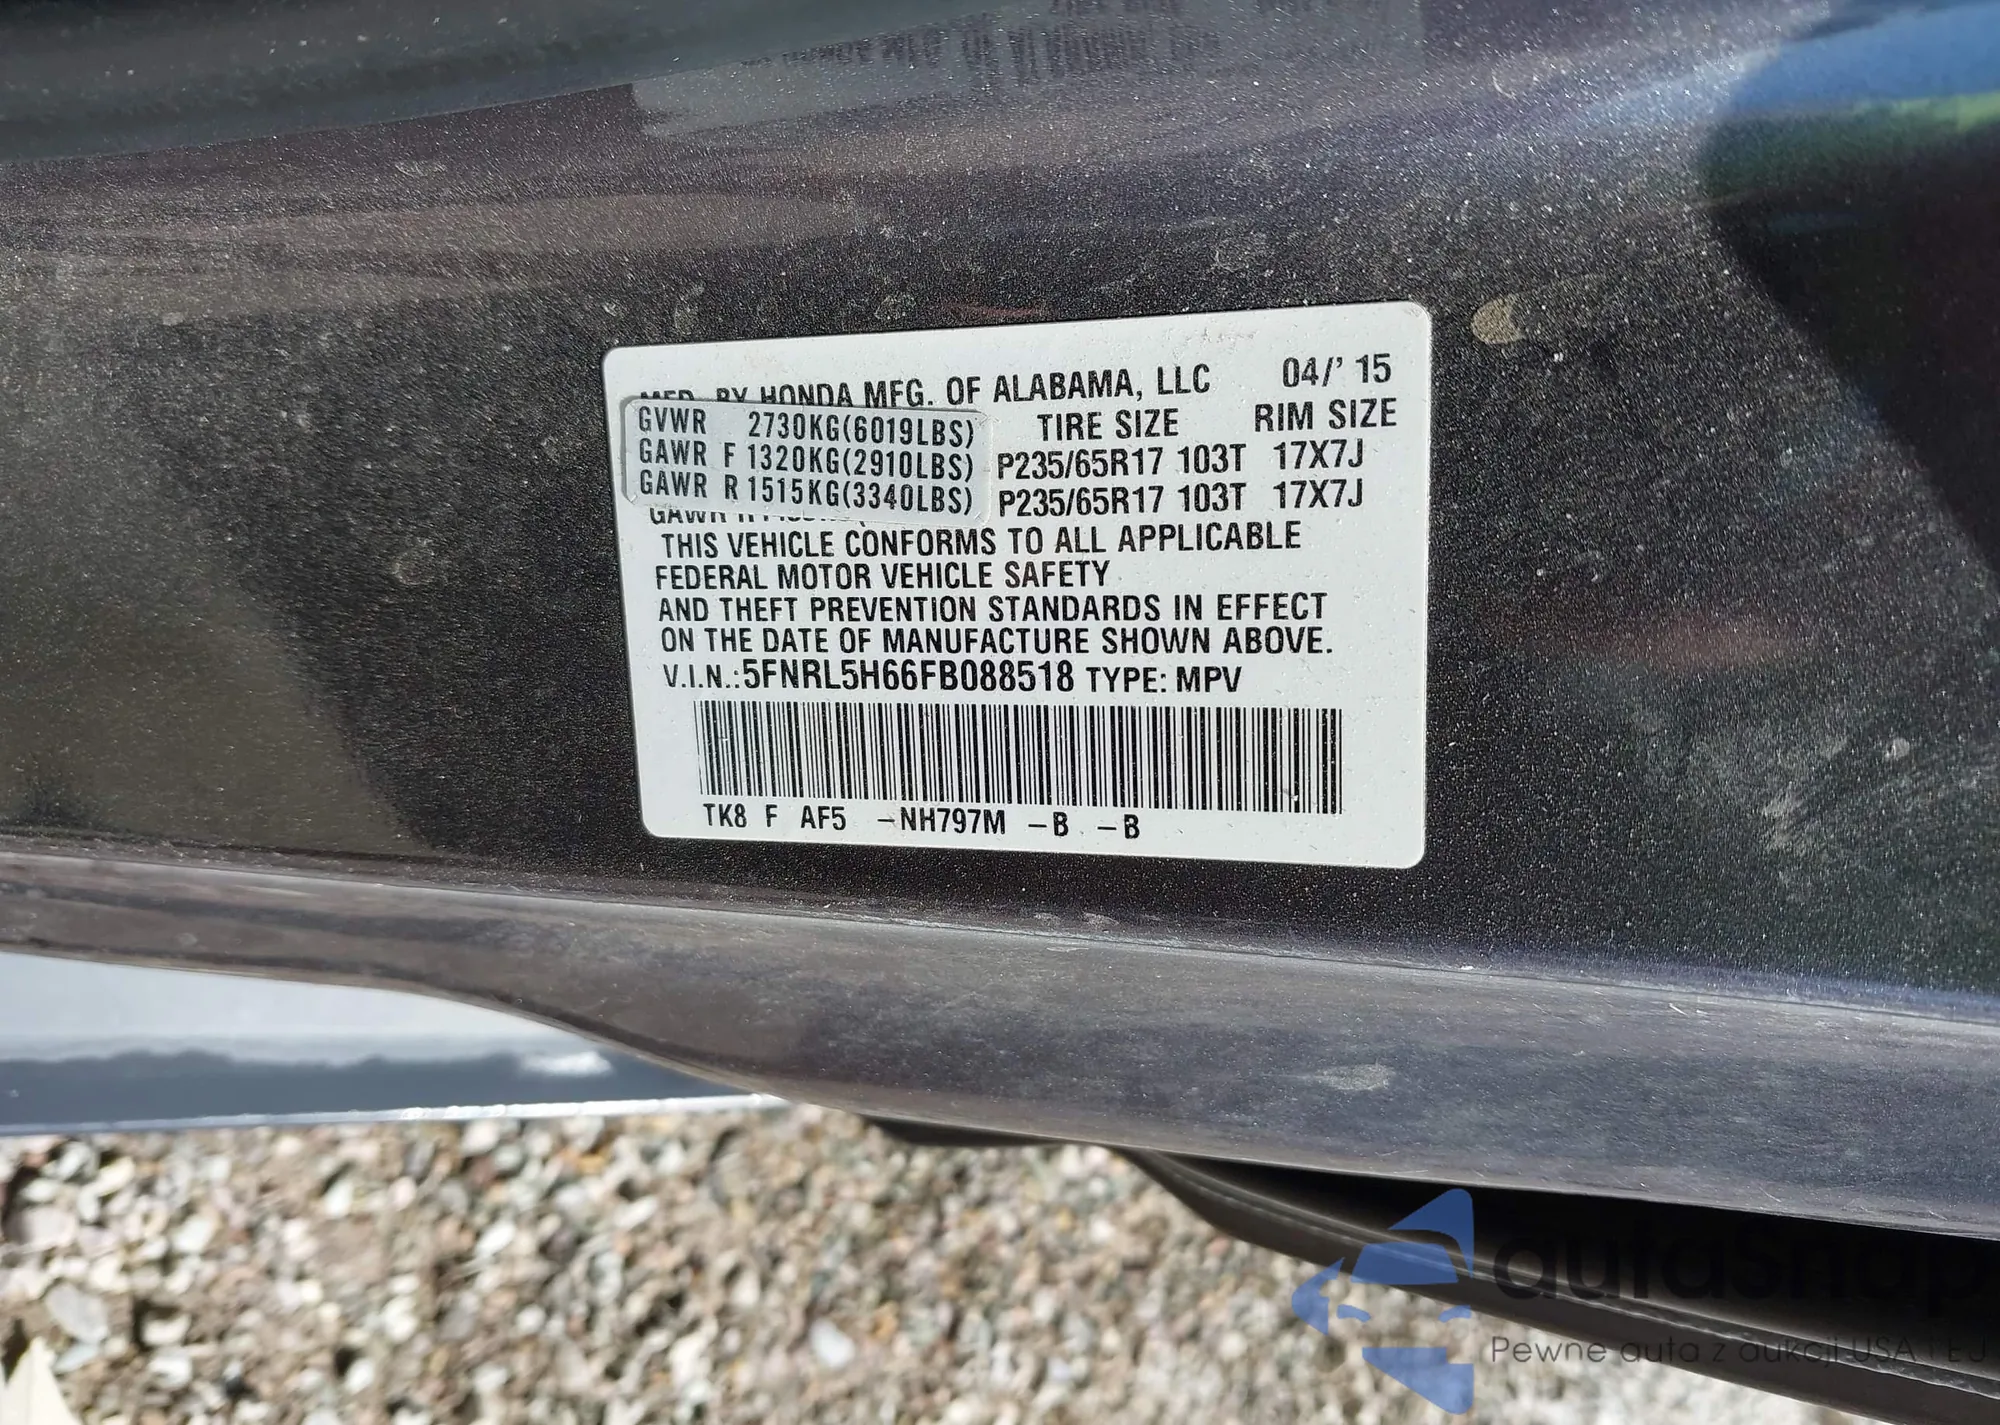 MFD. BY HONDA MFG. OF ALABAMA, LLC 04/' 15
GVWR 2730KG(6019LBS) TIRE SIZE RIM SIZE
GAWR F 1320KG(2910LBS) P235/65R17 103T 17X7J
GAWR R 1515KG(3340LBS) P235/65R17 103T 17X7J
GAWR
THIS VEHICLE CONFORMS TO ALL APPLICABLE
FEDERAL MOTOR VEHICLE SAFETY
AND THEFT PREVENTION STANDARDS IN EFFECT
ON THE DATE OF MANUFACTURE SHOWN ABOVE.
V.I.N.:5FNRL5H66FB088518 TYPE: MPV
TK8 F AF5 -NH797M -B -B
autasnap
Pewne auta z aukcji USA i EJ